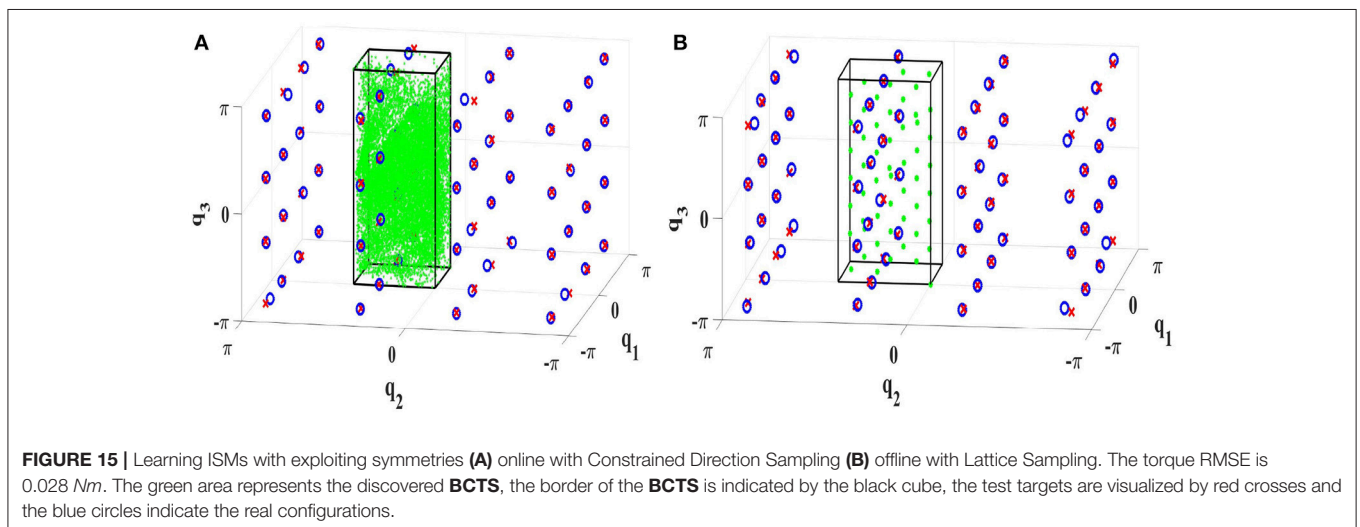 A
π
q3
0
-π
π
0
q2
-π
-π
q1
0
π
B
π
q3
0
-π
π
0
q2
-π
-π
q1
0
π
FIGURE 15 | Learning ISMs with exploiting symmetries (A) online with Constrained Direction Sampling (B) offline with Lattice Sampling. The torque RMSE is
0.028 Nm. The green area represents the discovered BCTS, the border of the BCTS is indicated by the black cube, the test targets are visualized by red crosses and
the blue circles indicate the real configurations.